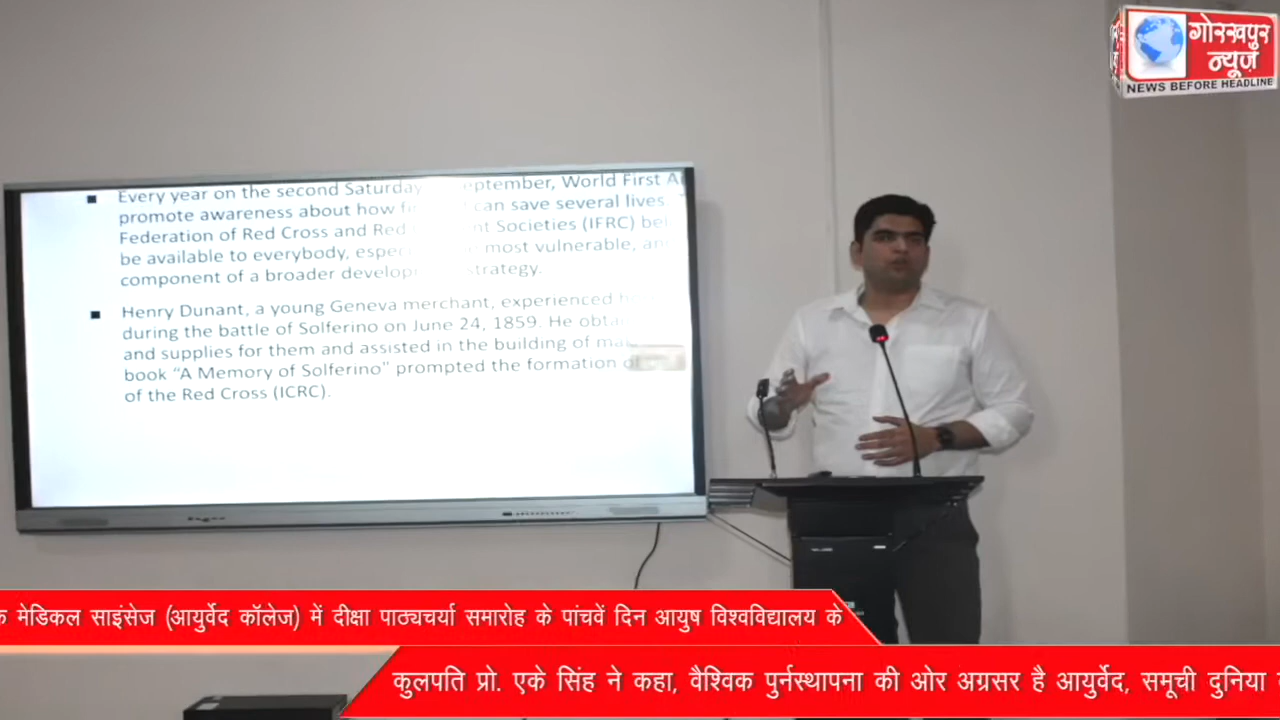 गोरखपुर
न्यूज़
NEWS BEFORE HEADLINE
Every year on the second Saturday September, World First
promote awareness about how can save several lives
Federation of Red Cross and Red Societies (IFRC)
be available to everybody, most vulnerable,
component of a broader strategy.
Henry Dunant, a young Geneva merchant, experienced
during the battle of Solferino on June 24, 1859. He
and supplies for them and assisted in the building of
book “A Memory of Solferino” prompted the formation
of the Red Cross (ICRC).
मेडिकल साइंसेज (आयुर्वेद कॉलेज) में दीक्षा पाठ्यचर्या समारोह के पांचवें दिन आयुष विश्वविद्यालय के
कुलपति प्रो. एके सिंह ने कहा, वैश्विक पुर्नस्थापना की ओर अग्रसर है आयुर्वेद, समूची दुनिया